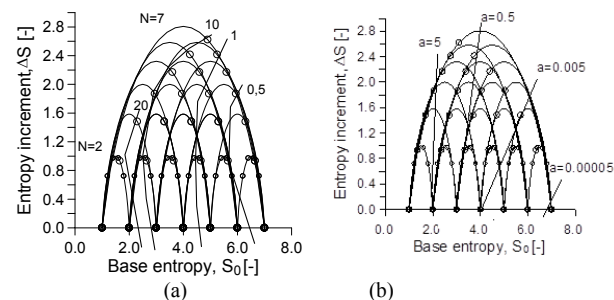 N=7
10
1
0,5
20
N=2
2.8
2.4
2.0
1.6
1.2
0.8
0.4
0.0
0.0 2.0 4.0 6.0 8.0
Entropy increment, ΔS [-]
Base entropy, S₀ [-]
(a)
a=0.5
a=5
a=0.005
a=0.00005
2.8
2.4
2.0
1.6
1.2
0.8
0.4
0.0
0.0 2.0 4.0 6.0 8.0
Entropy increment, ΔS [-]
Base entropy, S₀ [-]
(b)